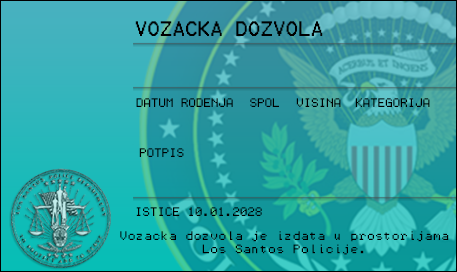 VOZACKA DOZVOLA
DATUM RODENJA SPOL VISINA KATEGORIJA
POTPIS
ISTICE 10.01.2028
Vozacka dozvola je izdata u prostorijama
Los Santos Policije.